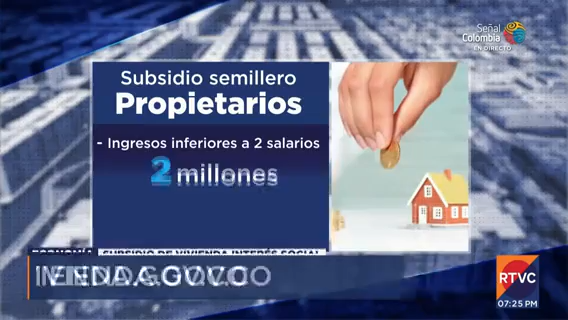 Señal
Colombia
EN DIRECTO
Subsidio semillero
Propietarios
- Ingresos inferiores a 2 salarios
2 millones
ECONOMÍA SUBSIDIO DE VIVIENDA INTERÉS SOCIAL
RTVC
07:25 PM